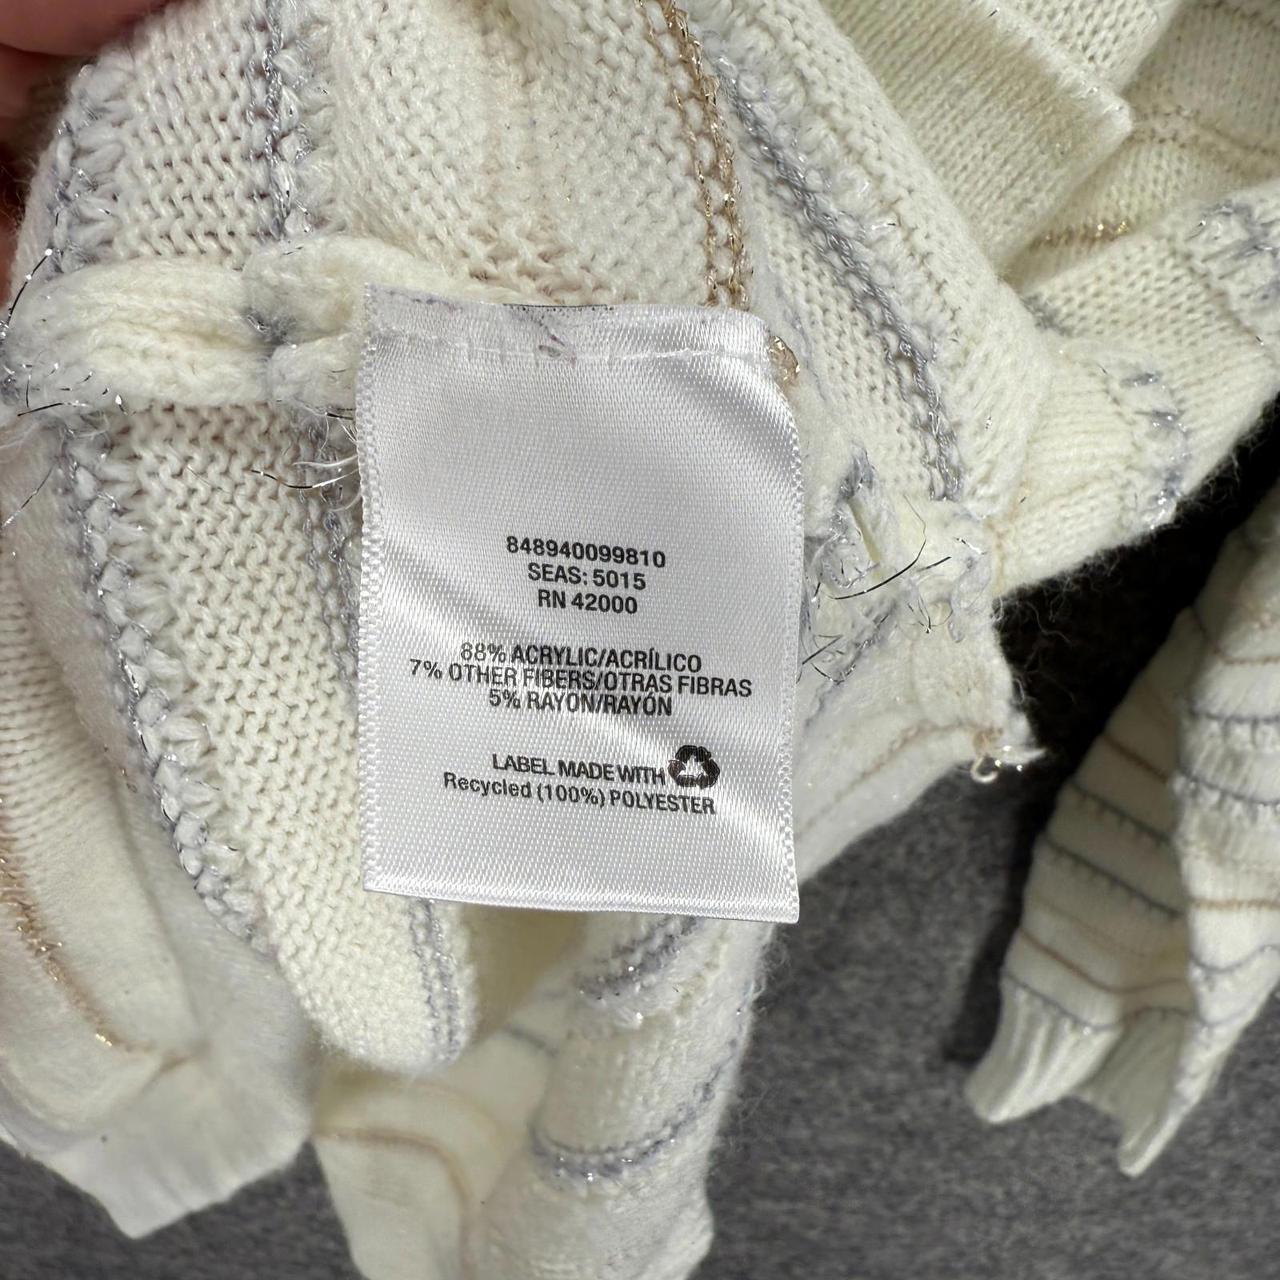 848940099810
SEAS: 5015
RN 42000
88% ACRYLIC/ACRÍLICO
7% OTHER FIBERS/OTRAS FIBRAS
5% RAYON/RAYÓN
LABEL MADE WITH
Recycled (100%) POLYESTER